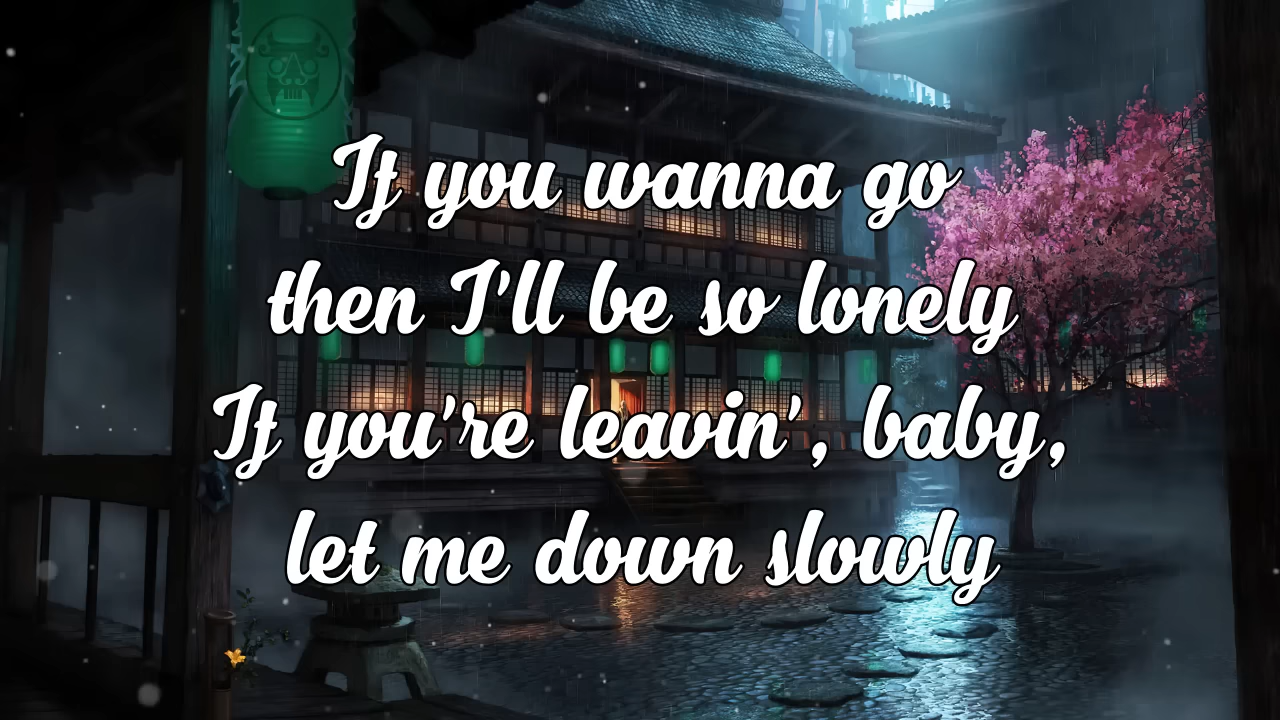 If you wanna go
then I'll be so lonely
If you're leavin', baby,
let me down slowly